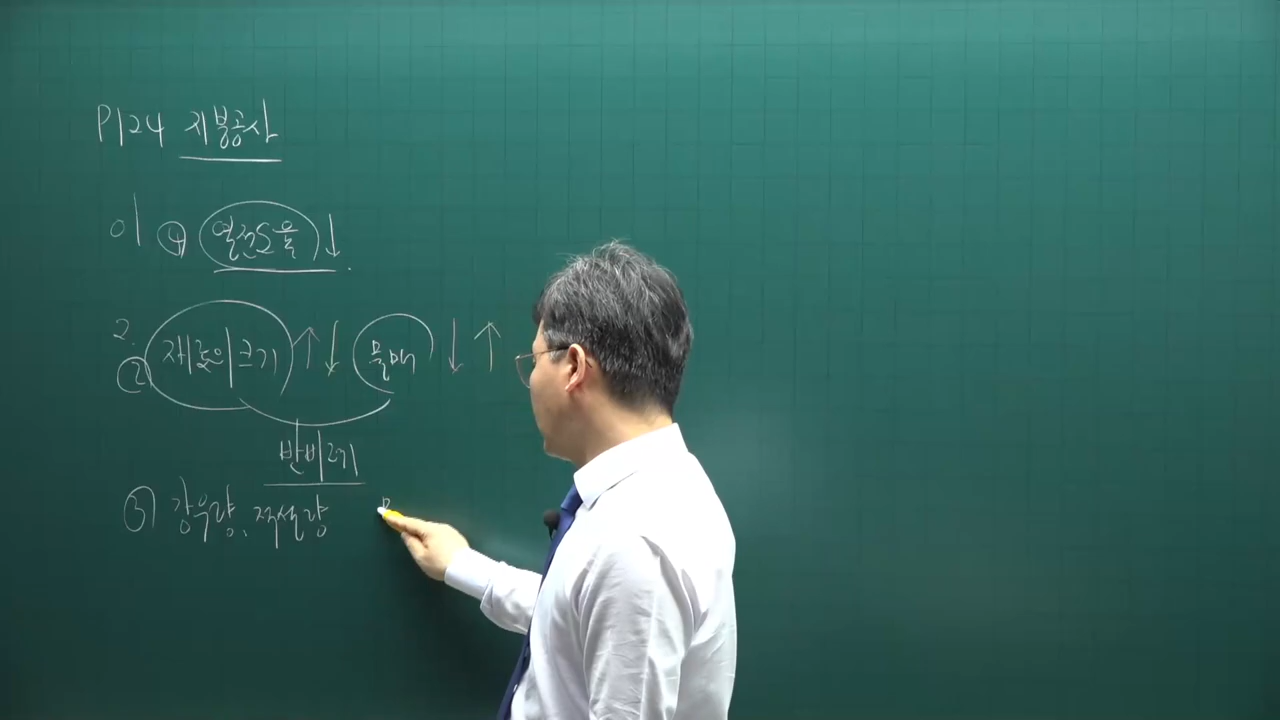 P124 지붕공사
01 ④ 열전도율 ↓
2.
② 재료의크기 ↑ ↓ 물매 ↓ ↑
반비례
③ 강우량, 적설량